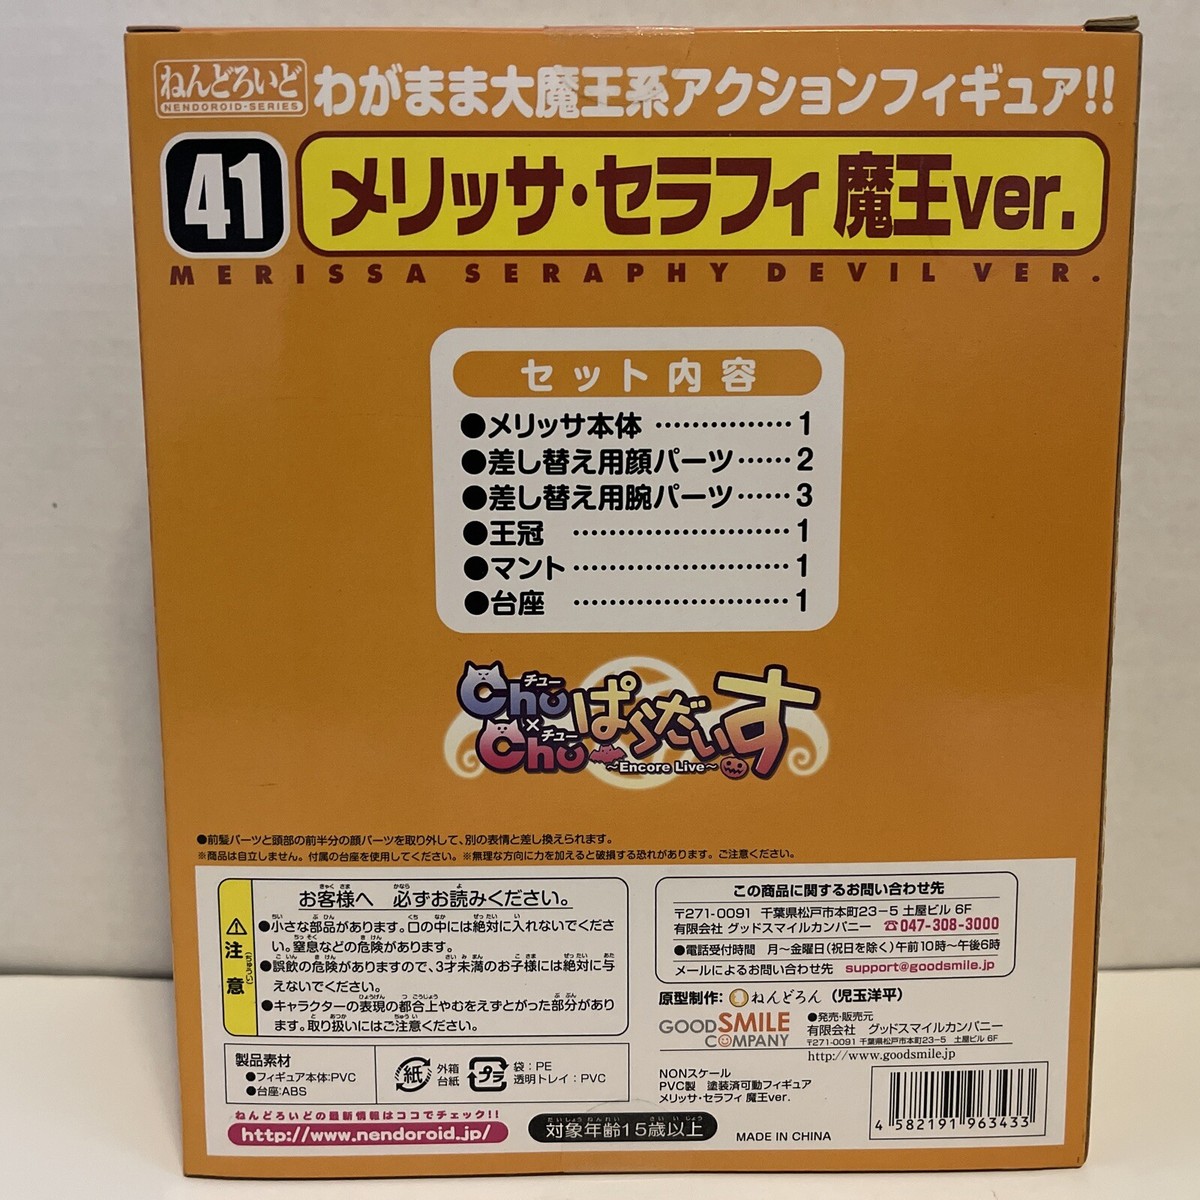 ねんどろいど
NENDOROID・SERIES
わがまま大魔王系アクションフィギュア!!
41
メリッサ・セラフィ 魔王ver.
MERISSA SERAPHY DEVIL VER.
セット内容
●メリッサ本体 ……………1
●差し替え用顔パーツ……2
●差し替え用腕パーツ……3
●王冠 ……………………1
●マント……………………1
●台座 ……………………1
チュー
Chu
×
チュー
Chu
ぱらだいす
~Encore Live~
●前髪パーツと頭部の前半分の顔パーツを取り外して、別の表情と差し換えられます。
※商品は自立しません。付属の台座を使用してください。※無理な方向に力を加えると破損する恐れがあります。ご注意ください。
注意
お客様へ 必ずお読みください。
●小さな部品があります。口の中には絶対に入れないでくださ
い。窒息などの危険があります。
●誤飲の危険がありますので、3才未満のお子様には絶対に与
えないでください。
●キャラクターの表現の都合上やむをえずとがった部分があり
ます。取り扱いにはご注意ください。
製品素材
●フィギュア本体:PVC
●台座:ABS
紙
外箱
台紙
プラ
袋:PE
透明トレイ:PVC
ねんどろいどの最新情報はココでチェック!!
http://www.nendoroid.jp/
対象年齢15歳以上
この商品に関するお問い合わせ先
〒271-0091 千葉県松戸市本町23-5 土屋ビル 6F
有限会社 グッドスマイルカンパニー ☎047-308-3000
●電話受付時間 月~金曜日(祝日を除く)午前10時~午後6時
メールによるお問い合わせ先 support@goodsmile.jp
原型制作: ねんどろん (児玉洋平)
GOOD SMILE
COMPANY
●発売・販売元
有限会社 グッドスマイルカンパニー
〒271-0091 千葉県松戸市本町23-5 土屋ビル 6F
http://www.goodsmile.jp
NONスケール
PVC製 塗装済可動フィギュア
メリッサ・セラフィ 魔王ver.
MADE IN CHINA
4 582191 963433